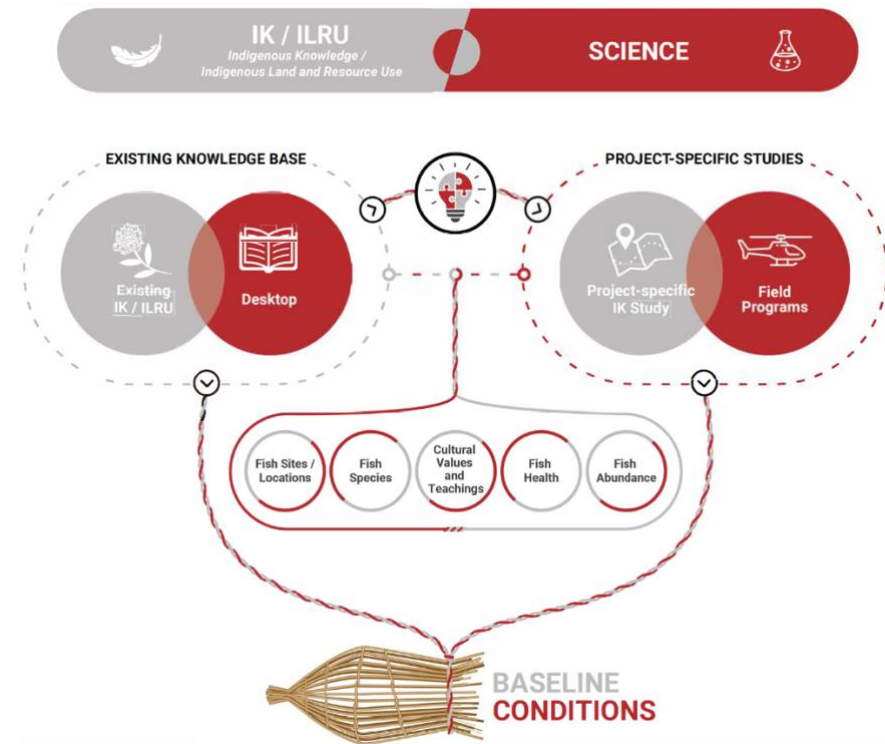 IK / ILRU
Indigenous Knowledge /
Indigenous Land and Resource Use
SCIENCE
EXISTING KNOWLEDGE BASE
PROJECT-SPECIFIC STUDIES
Existing
IK / ILRU
Desktop
Project-specific
IK Study
Field
Programs
Fish Sites /
Locations
Fish
Species
Cultural
Values
and
Teachings
Fish
Health
Fish
Abundance
BASELINE
CONDITIONS